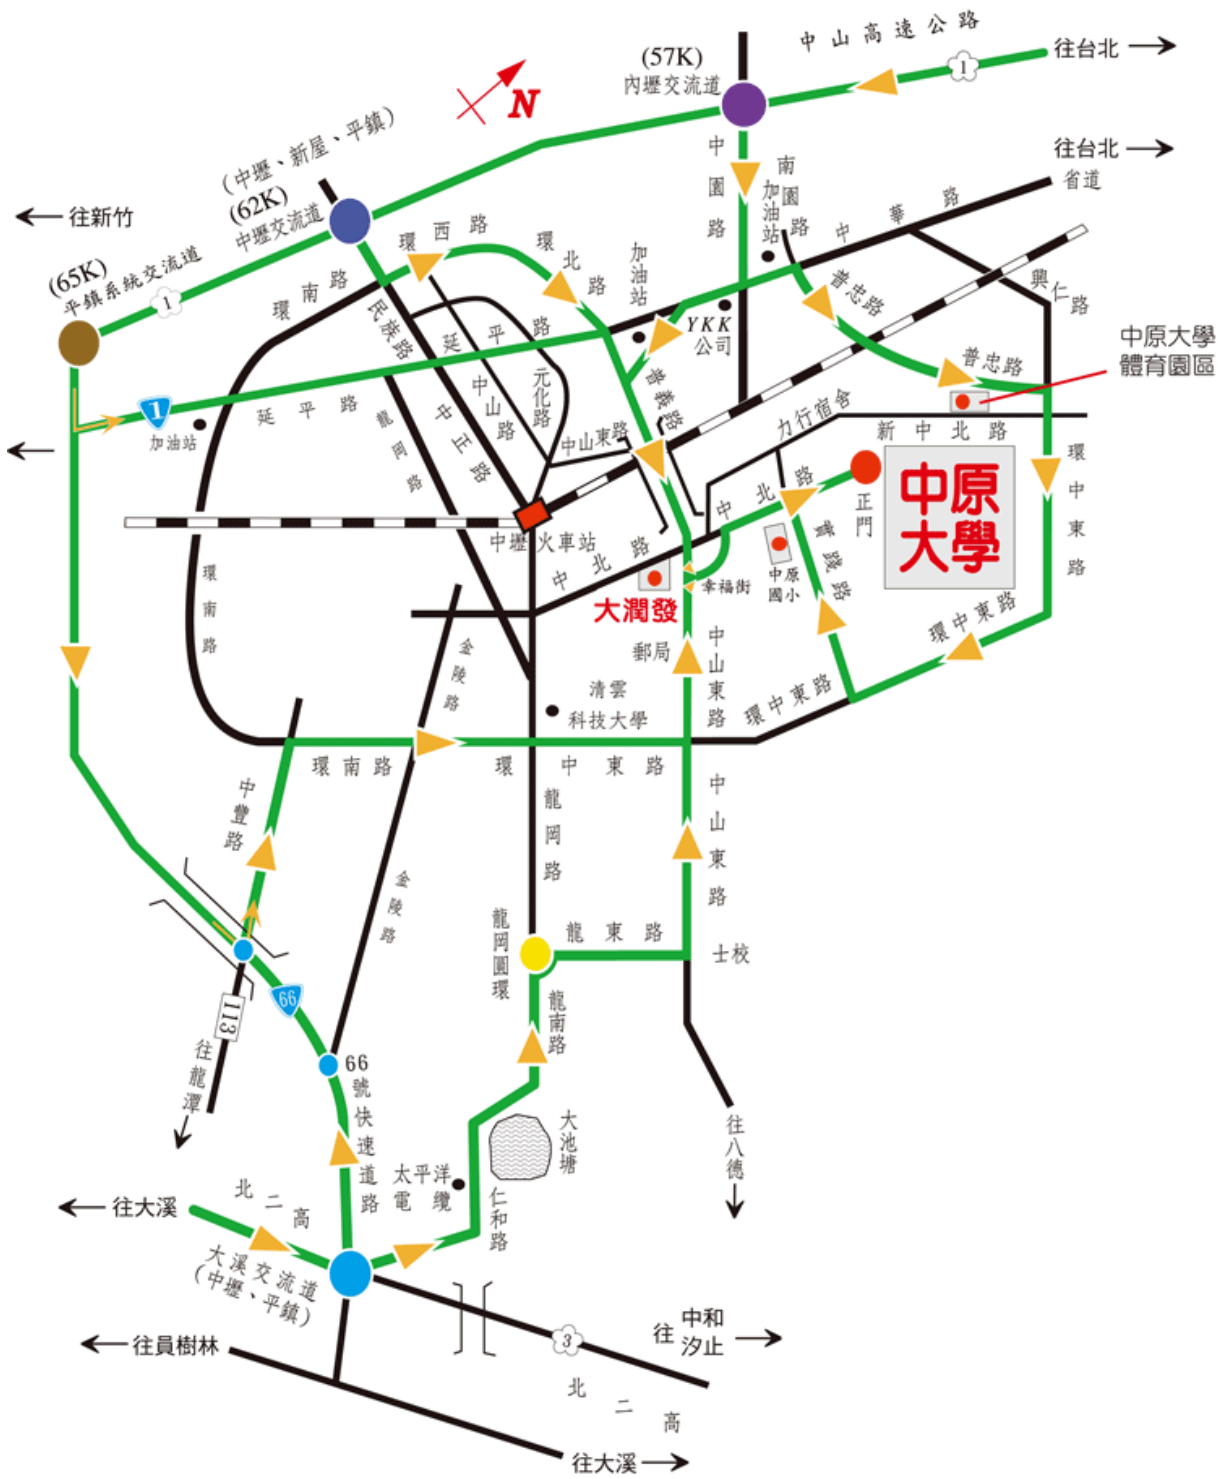 中山高速公路
1
往台北
(57K)
內壢交流道
N
往台北
省道
(中壢、新屋、平鎮)
(62K)
中壢交流道
往新竹
(65K)
平鎮系統交流道
1
環南路
環西路
環北路
加油站
中園路
南園路
加油站
中華路
普忠路
興仁路
YKK
公司
中原大學
體育園區
普忠路
民族路
延平路
中山路
元化路
普義路
1
加油站
延平路
龍岡路
中正路
中山東路
力行宿舍
新中北路
中原
大學
正門
環中東路
中北路
中壢火車站
中北路
大潤發
幸福街
中原
國小
實踐路
環中東路
環南路
郵局
中山東路
金陵路
清雲
科技大學
環中東路
環南路
環中東路
中豐路
龍岡路
中山東路
金陵路
龍岡圓環
龍東路
士校
66
113
往龍潭
龍南路
66號快速道路
大池塘
往八德
太平洋
電纜
仁和路
往大溪
北二高
大溪交流道
(中壢、平鎮)
往員樹林
3
往中和
汐止
北二高
往大溪